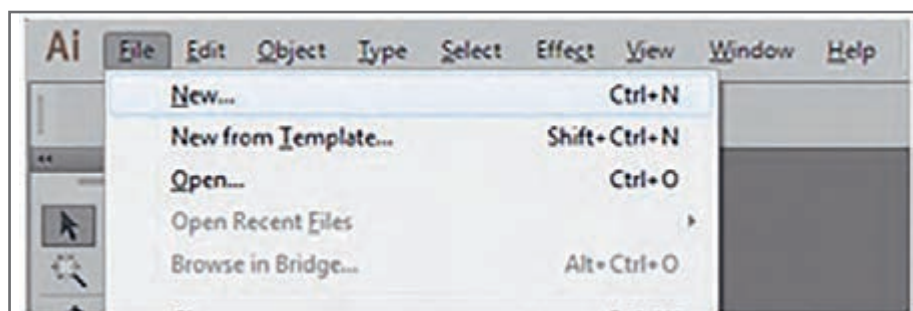 Ai File Edit Object Type Select Effect View Window Help
New... Ctrl+N
New from Template... Shift+Ctrl+N
Open... Ctrl+O
Open Recent Files
Browse in Bridge... Alt+Ctrl+O